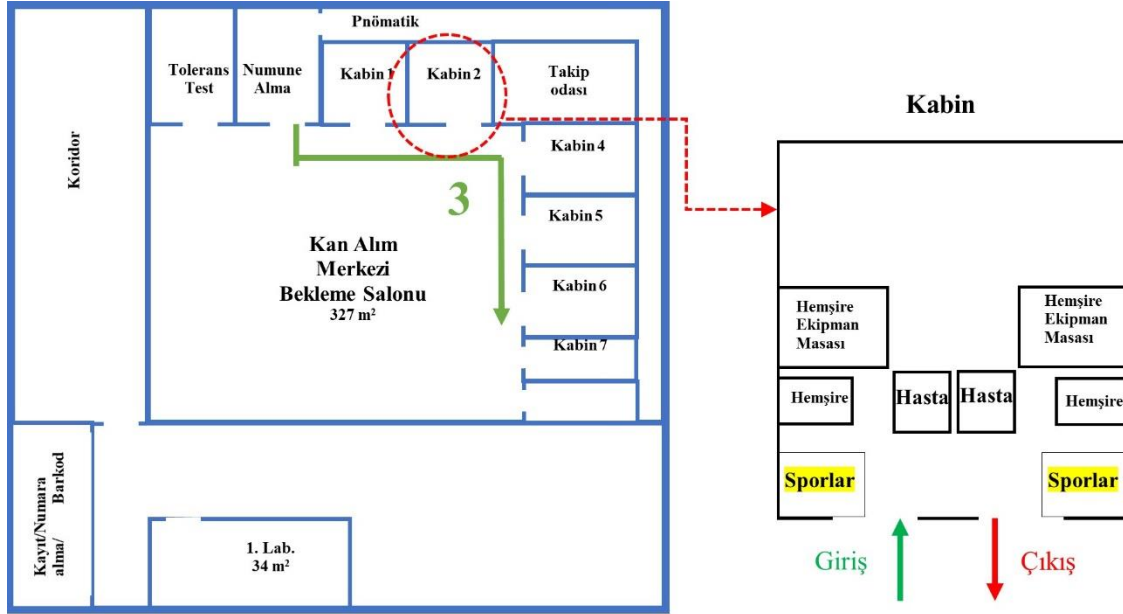 Pnömatik
Tolerans
Test
Numune
Alma
Kabin 1
Kabin 2
Takip
odası
Koridor
Kabin 4
3
Kabin 5
Kan Alım
Merkezi
Bekleme Salonu
327 m²
Kabin 6
Kabin 7
Kayıt/Numara
alma/ Barkod
1. Lab.
34 m²
Kabin
Hemşire
Ekipman
Masası
Hemşire
Ekipman
Masası
Hemşire
Hasta
Hasta
Hemşire
Sporlar
Sporlar
Giriş
Çıkış